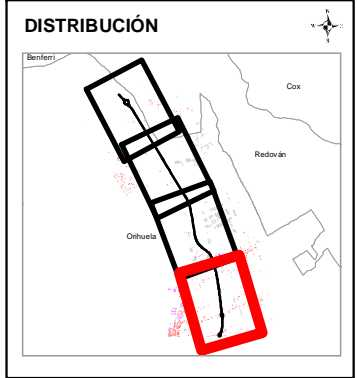 DISTRIBUCIÓN
Benferri
Cox
Redován
Orihuela